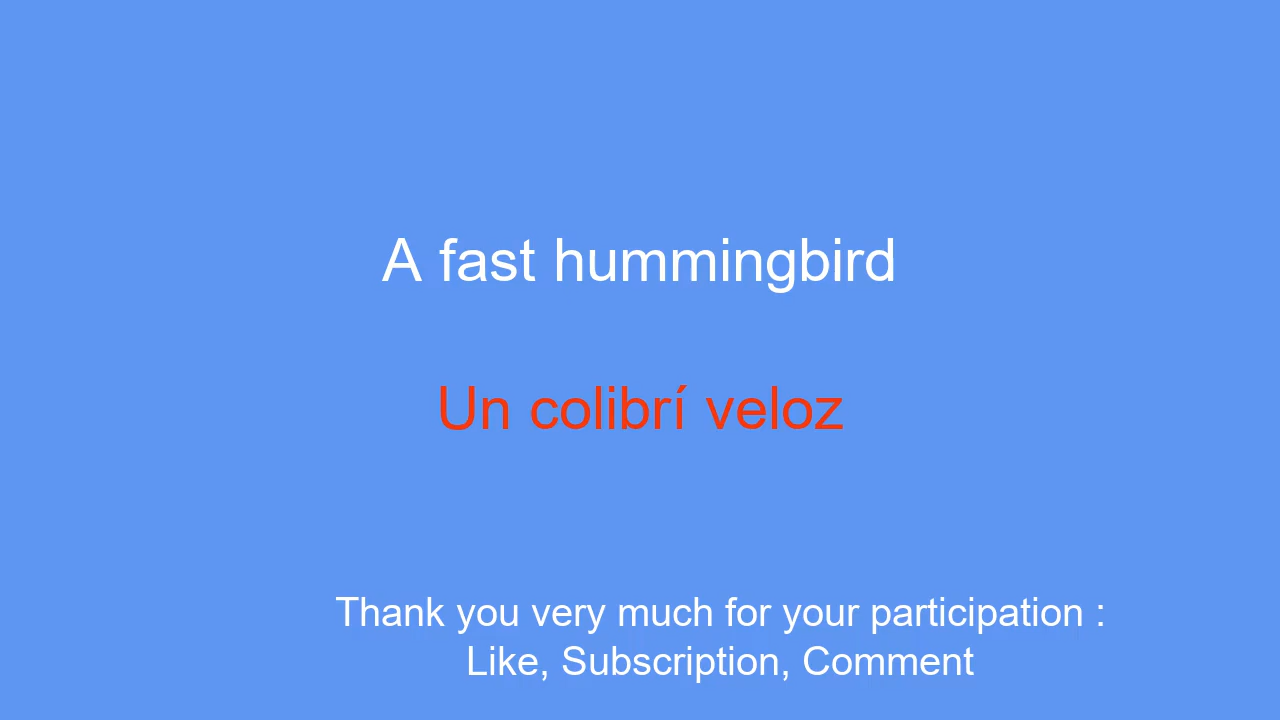 A fast hummingbird
Un colibrí veloz
Thank you very much for your participation :
Like, Subscription, Comment